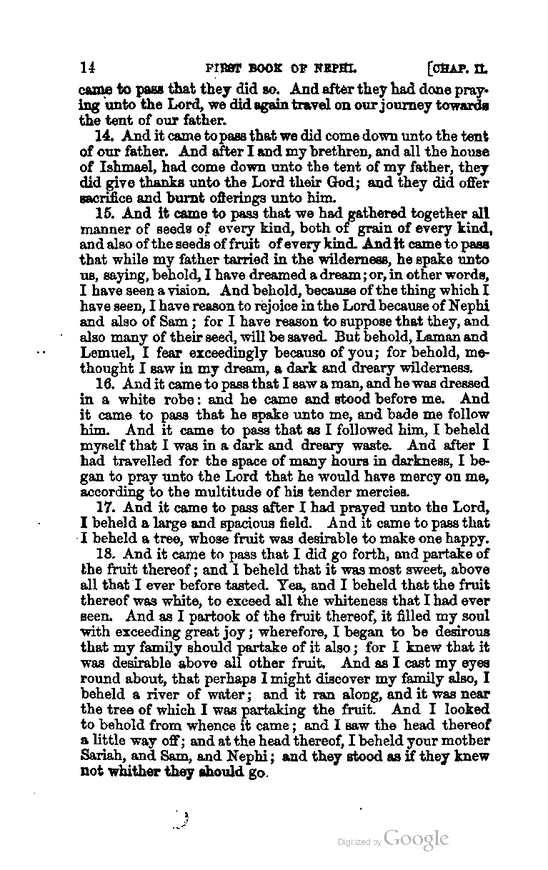 14 FIRST BOOK OF NEPHI. [CHAP. II.
came to pass that they did so. And after they had done pray-
ing unto the Lord, we did again travel on our journey towards
the tent of our father.
14. And it came to pass that we did come down unto the tent
of our father. And after I and my brethren, and all the house
of Ishmael, had come down unto the tent of my father, they
did give thanks unto the Lord their God; and they did offer
sacrifice and burnt offerings unto him.
15. And it came to pass that we had gathered together all
manner of seeds of every kind, both of grain of every kind,
and also of the seeds of fruit of every kind. And it came to pass
that while my father tarried in the wilderness, he spake unto
us, saying, behold, I have dreamed a dream; or, in other words,
I have seen a vision. And behold, because of the thing which I
have seen, I have reason to rejoice in the Lord because of Nephi
and also of Sam; for I have reason to suppose that they, and
also many of their seed, will be saved. But behold, Laman and
Lemuel, I fear exceedingly because of you; for behold, me-
thought I saw in my dream, a dark and dreary wilderness.
16. And it came to pass that I saw a man, and he was dressed
in a white robe: and he came and stood before me. And
it came to pass that he spake unto me, and bade me follow
him. And it came to pass that as I followed him, I beheld
myself that I was in a dark and dreary waste. And after I
had travelled for the space of many hours in darkness, I be-
gan to pray unto the Lord that he would have mercy on me,
according to the multitude of his tender mercies.
17. And it came to pass after I had prayed unto the Lord,
I beheld a large and spacious field. And it came to pass that
I beheld a tree, whose fruit was desirable to make one happy.
18. And it came to pass that I did go forth, and partake of
the fruit thereof; and I beheld that it was most sweet, above
all that I ever before tasted. Yea, and I beheld that the fruit
thereof was white, to exceed all the whiteness that I had ever
seen. And as I partook of the fruit thereof, it filled my soul
with exceeding great joy; wherefore, I began to be desirous
that my family should partake of it also; for I knew that it
was desirable above all other fruit. And as I cast my eyes
round about, that perhaps I might discover my family also, I
beheld a river of water; and it ran along, and it was near
the tree of which I was partaking the fruit. And I looked
to behold from whence it came; and I saw the head thereof
a little way off; and at the head thereof, I beheld your mother
Sariah, and Sam, and Nephi; and they stood as if they knew
not whither they should go.
Digitized by Google